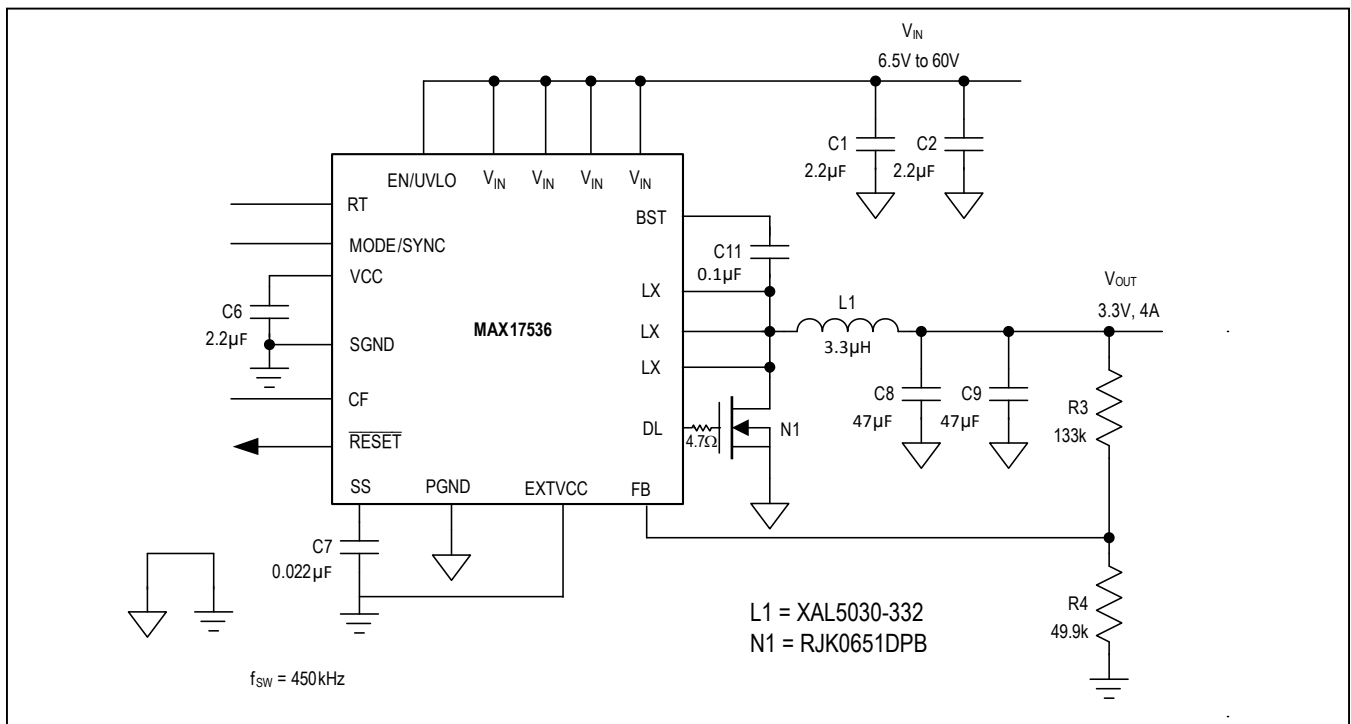 VIN
6.5V to 60V
C1
2.2µF
C2
2.2µF
EN/UVLO
VIN
VIN
VIN
VIN
RT
BST
MODE/SYNC
C11
0.1µF
VCC
LX
C6
2.2µF
L1
3.3µH
VOUT
3.3V, 4A
MAX17536
LX
SGND
LX
CF
C8
47µF
C9
47µF
R3
133k
RESET
DL
4.7Ω
N1
SS
PGND
EXTVCC
FB
C7
0.022µF
R4
49.9k
L1 = XAL5030-332
N1 = RJK0651DPB
fSW = 450kHz